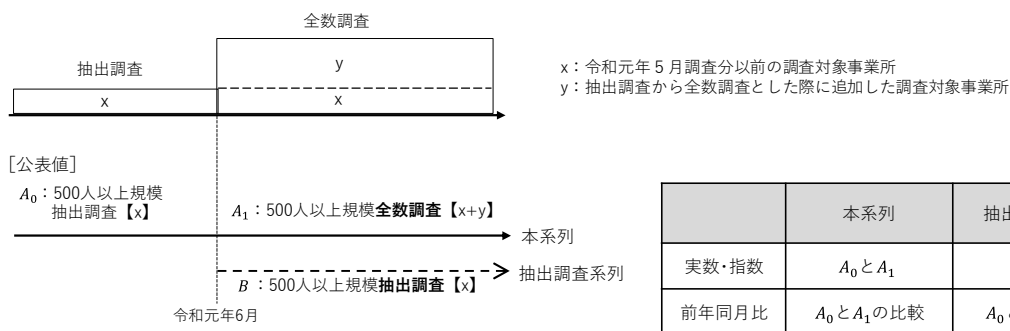 全数調査
抽出調査
y
x
x
x：令和元年５月調査分以前の調査対象事業所
y：抽出調査から全数調査とした際に追加した調査対象事業所
［公表値］
A₀：500人以上規模
抽出調査【x】
A₁：500人以上規模全数調査【x+y】
本系列
B：500人以上規模抽出調査【x】
抽出調査系列
令和元年6月
本系列 抽出
実数・指数 A₀とA₁
前年同月比 A₀とA₁の比較 A₀